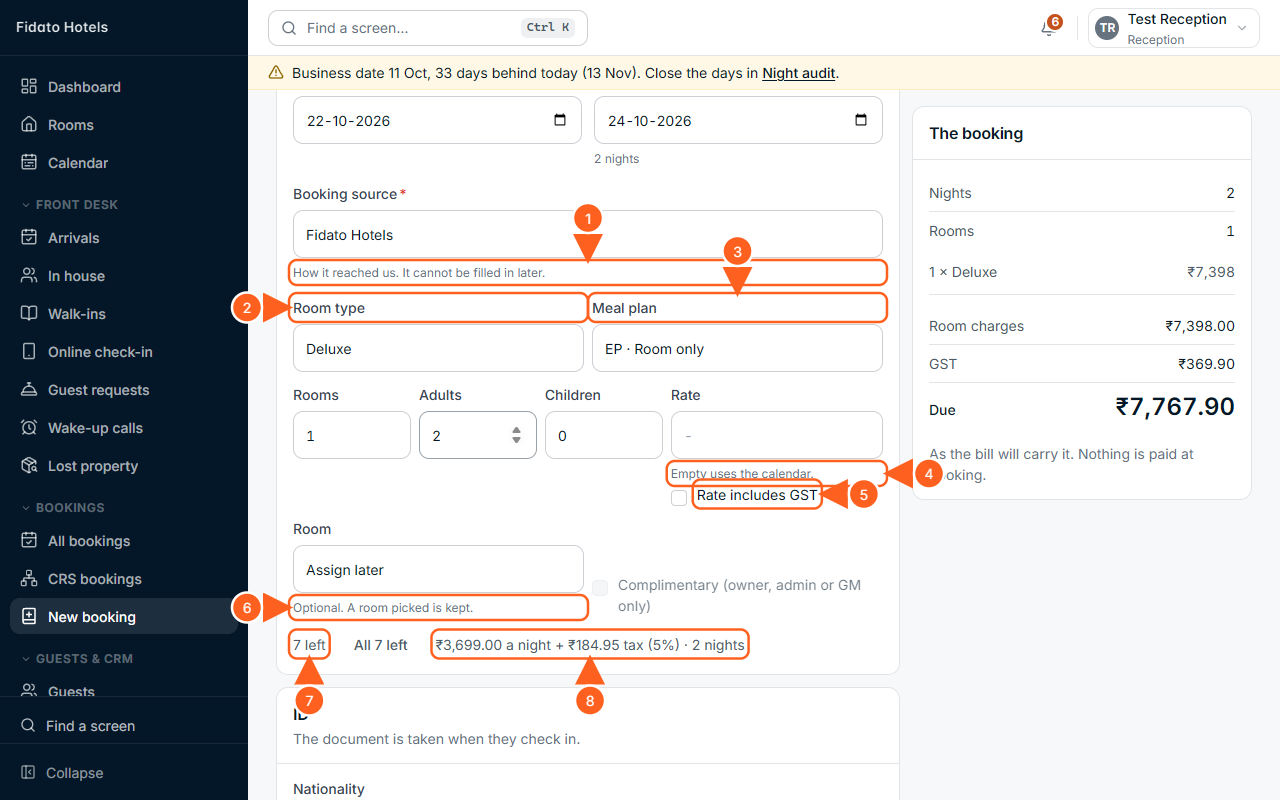 Fidato Hotels
Find a screen...
Ctrl K
6
TR
Test Reception
Reception
Business date 11 Oct, 33 days behind today (13 Nov). Close the days in Night audit.
Dashboard
Rooms
Calendar
FRONT DESK
Arrivals
In house
Walk-ins
Online check-in
Guest requests
Wake-up calls
Lost property
BOOKINGS
All bookings
CRS bookings
New booking
GUESTS & CRM
Guests
Find a screen
Collapse
22-10-2026
24-10-2026
2 nights
Booking source*
1
Fidato Hotels
How it reached us. It cannot be filled in later.
3
2
Room type
Meal plan
Deluxe
EP · Room only
Rooms
Adults
Children
Rate
1
2
0
-
Empty uses the calendar.
4
Rate includes GST
5
Room
Assign later
Complimentary (owner, admin or GM
only)
6
Optional. A room picked is kept.
7 left
All 7 left
₹3,699.00 a night + ₹184.95 tax (5%) · 2 nights
7
8
ID
The document is taken when they check in.
Nationality
The booking
Nights
2
Rooms
1
1 × Deluxe
₹7,398
Room charges
₹7,398.00
GST
₹369.90
Due
₹7,767.90
As the bill will carry it. Nothing is paid at